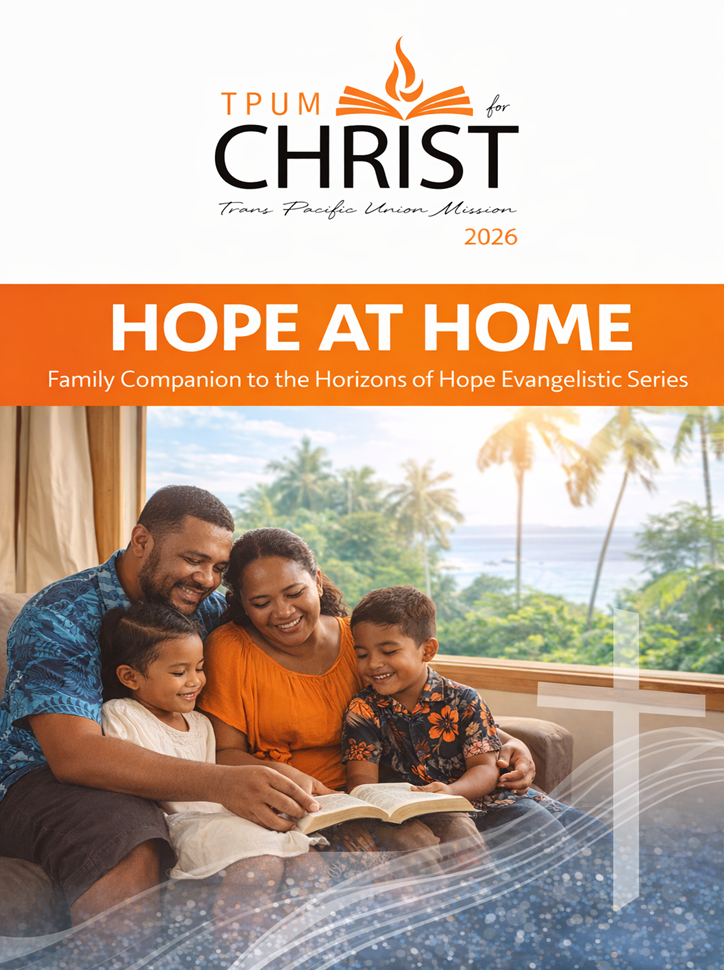 TPUM for
CHRIST
Trans Pacific Union Mission
2026
HOPE AT HOME
Family Companion to the Horizons of Hope Evangelistic Series